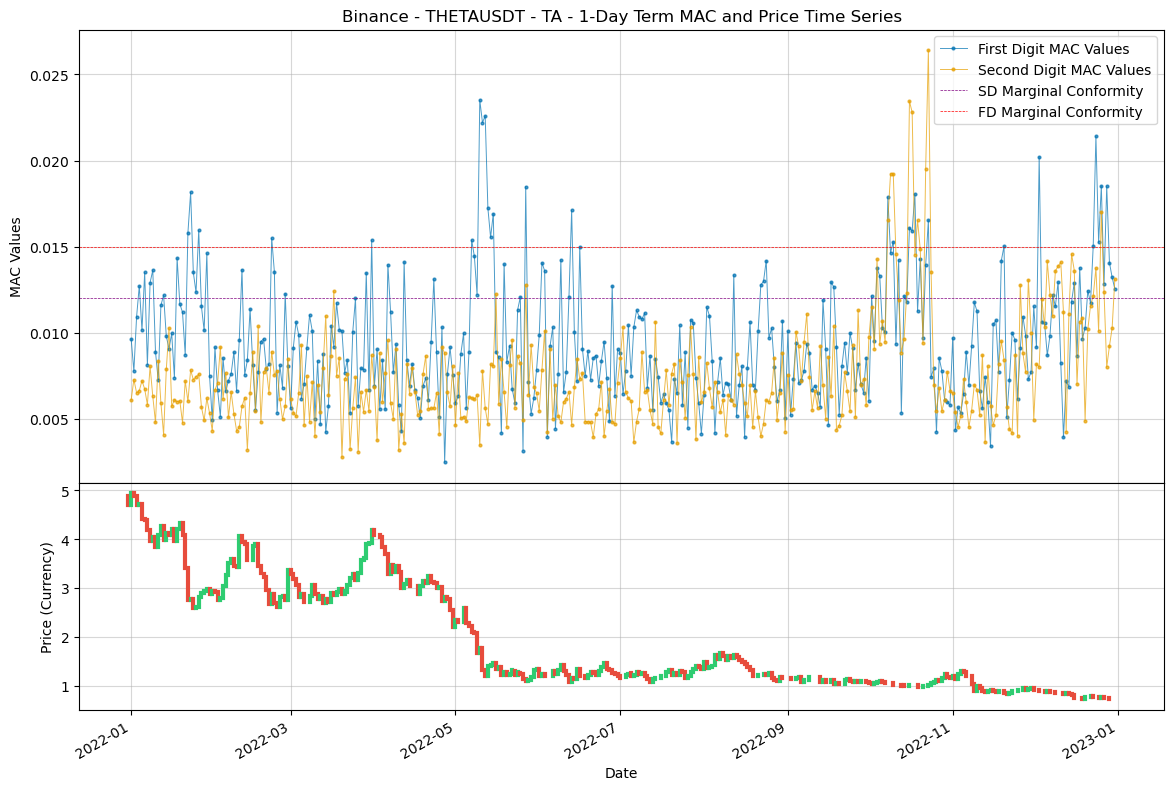 Binance - THETAUSDT - TA - 1-Day Term MAC and Price Time Series
First Digit MAC Values
Second Digit MAC Values
SD Marginal Conformity
FD Marginal Conformity
MAC Values
0.025
0.020
0.015
0.010
0.005
Price (Currency)
5
4
3
2
1
2022-01
2022-03
2022-05
2022-07
2022-09
2022-11
2023-01
Date